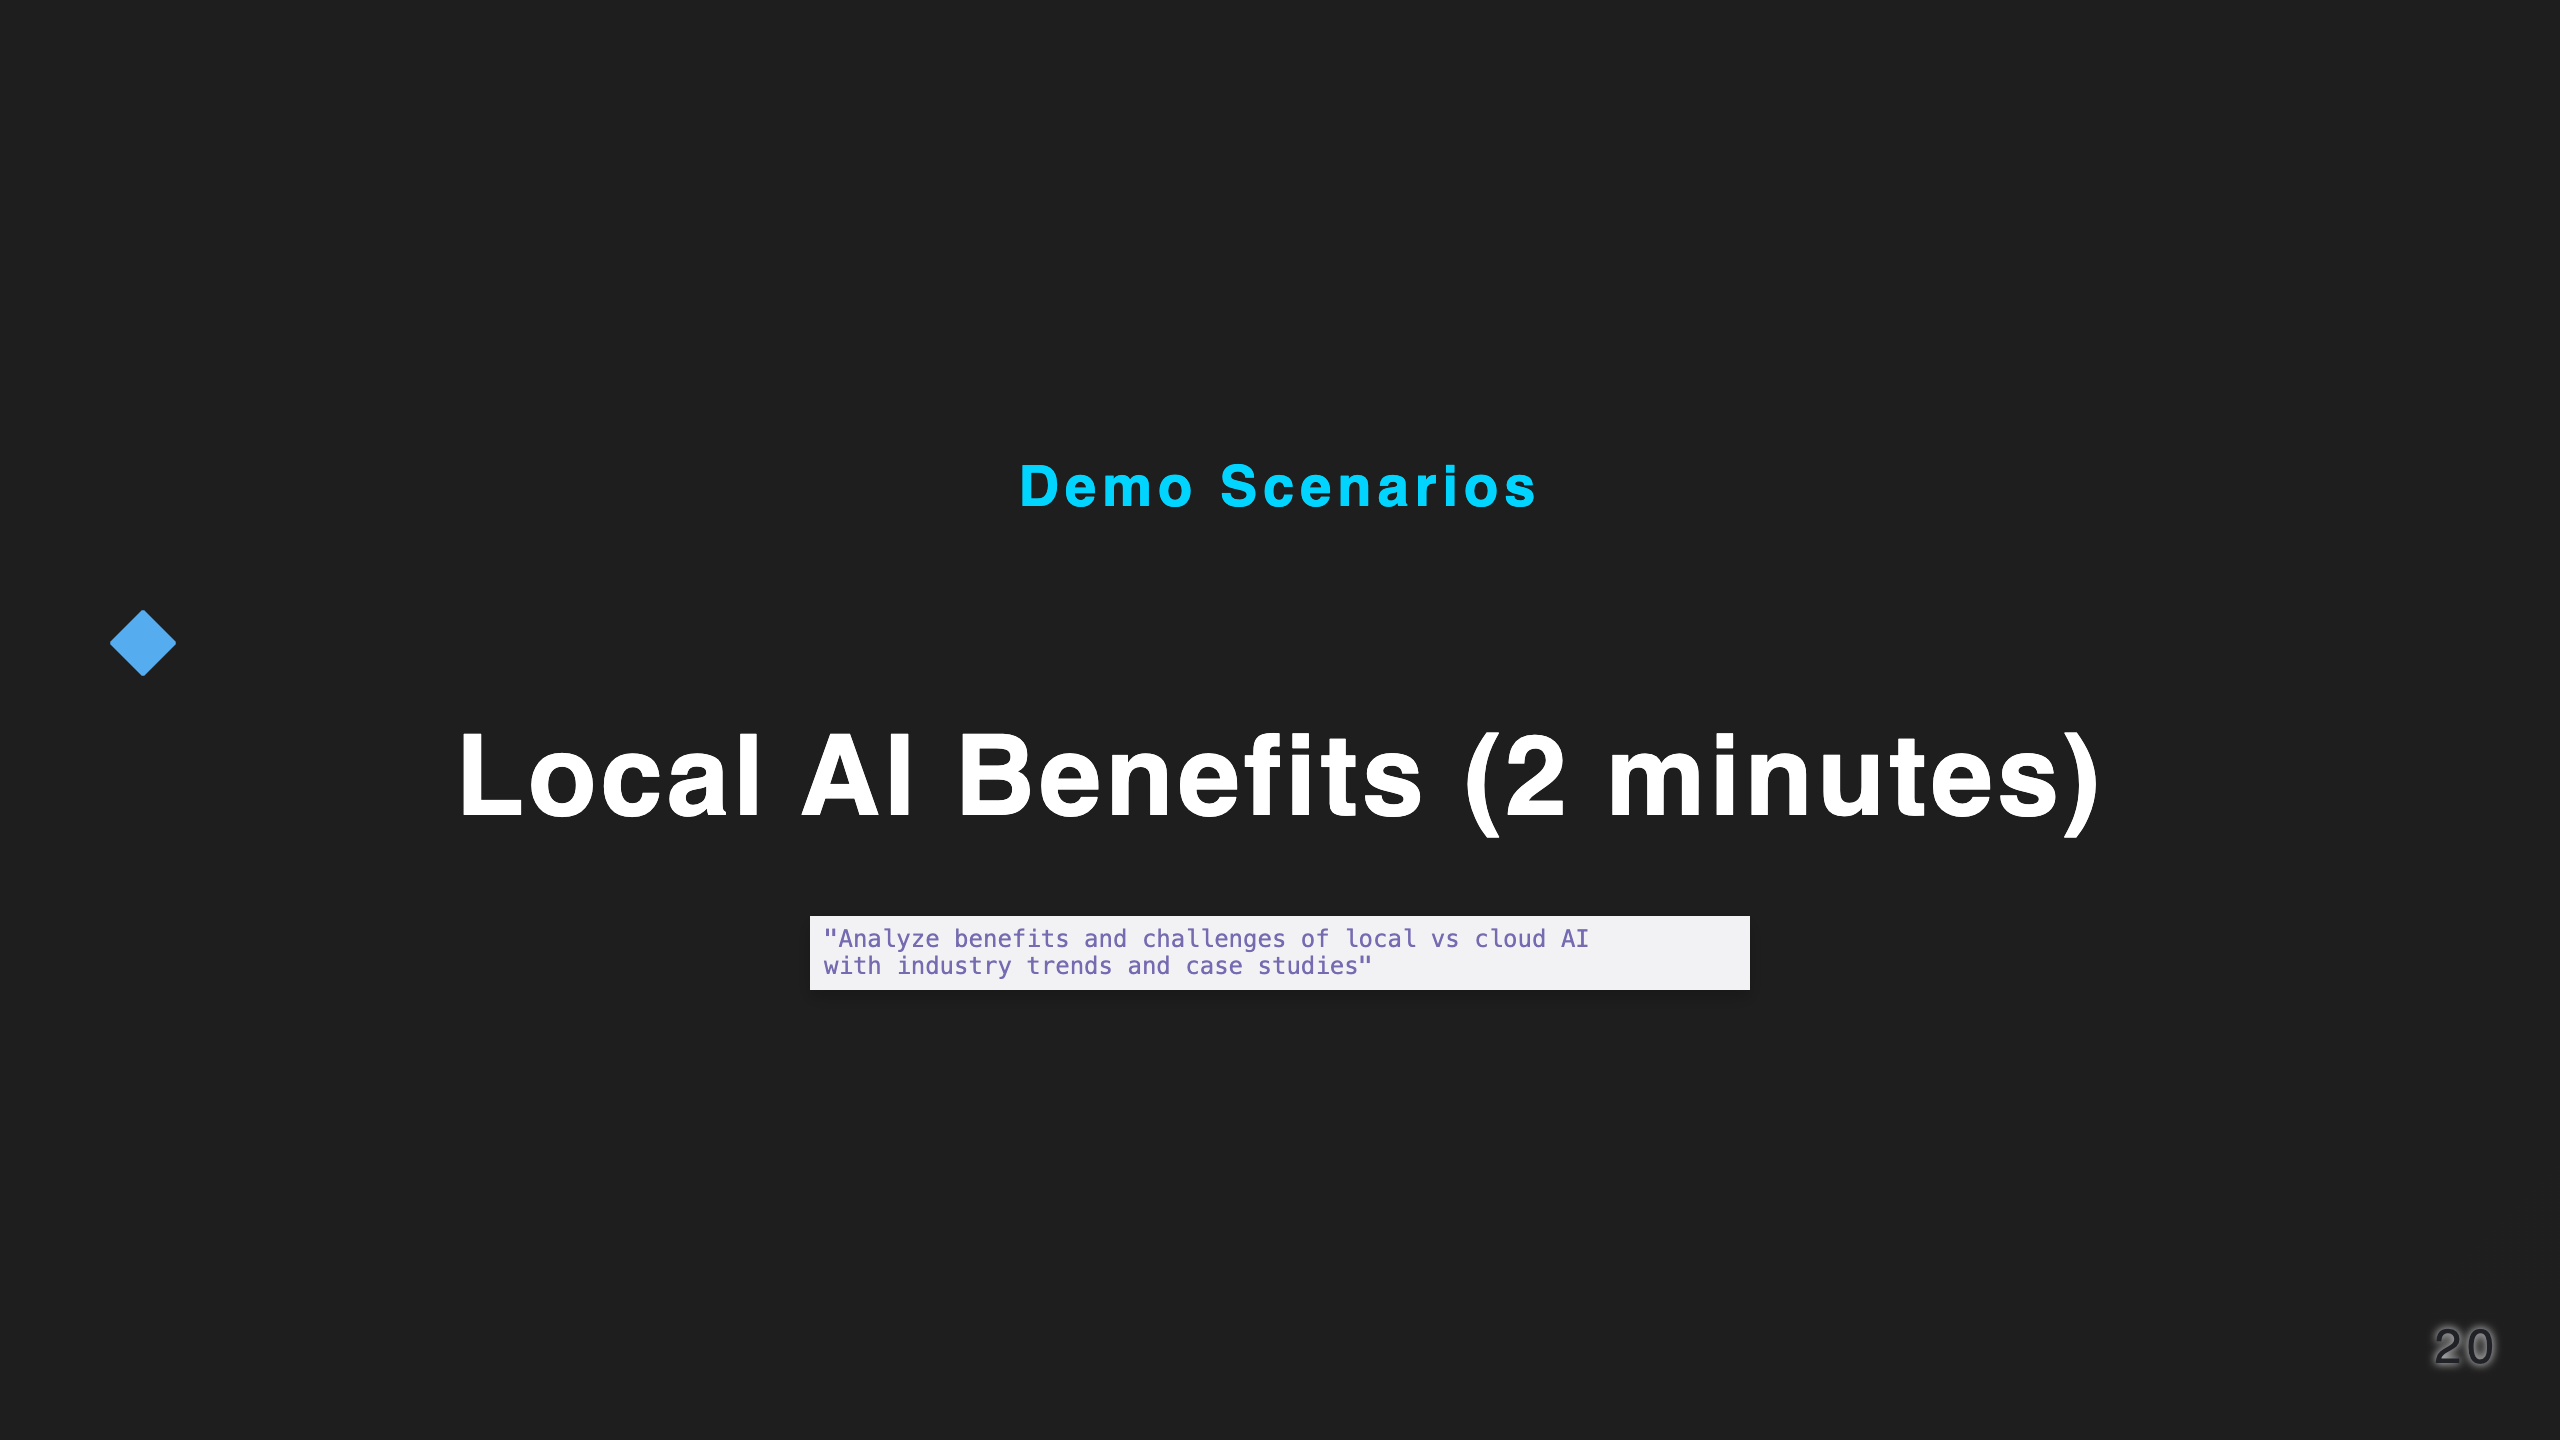 Demo Scenarios
Local AI Benefits (2 minutes)
"Analyze benefits and challenges of local vs cloud AI
with industry trends and case studies"
20